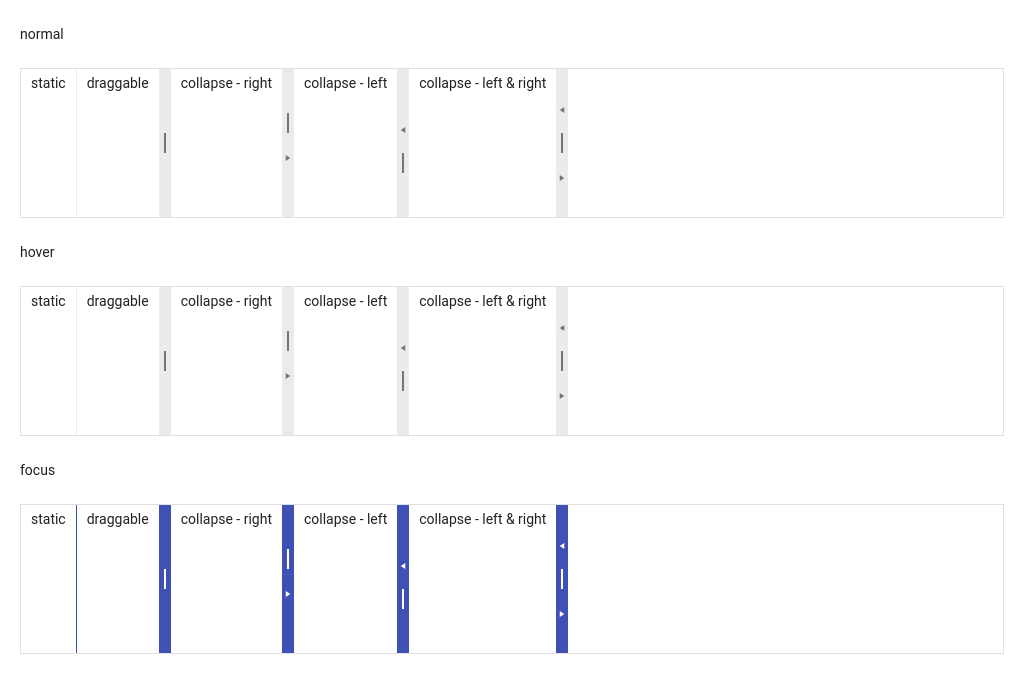 normal
static draggable collapse - right collapse - left collapse - left & right
hover
static draggable collapse - right collapse - left collapse - left & right
focus
static draggable collapse - right collapse - left collapse - left & right